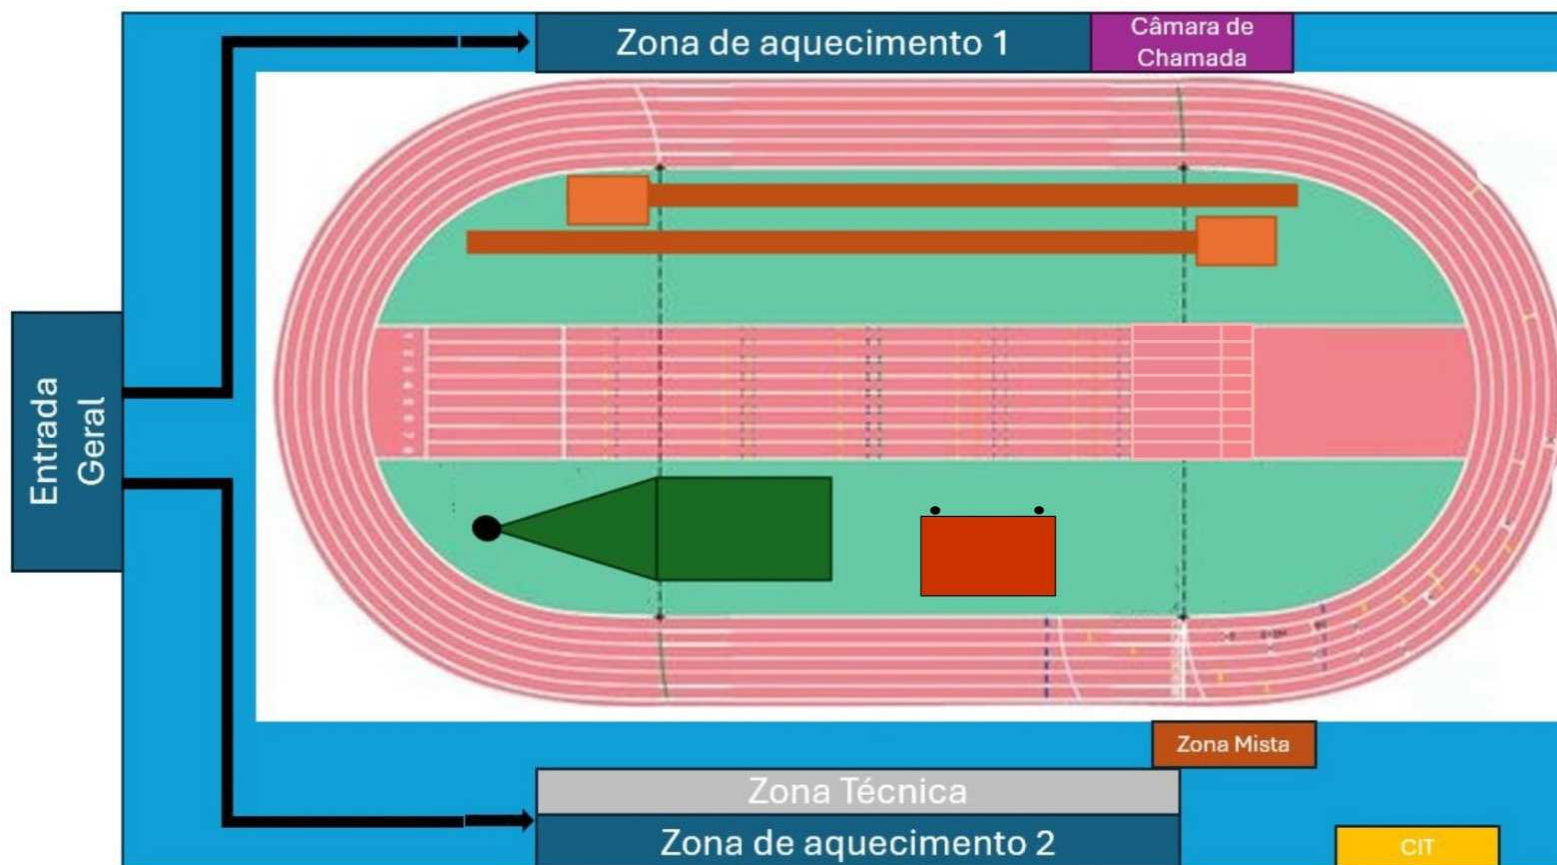 Zona de aquecimento 1
Câmara de
Chamada
Entrada
Geral
Zona Mista
Zona Técnica
Zona de aquecimento 2
CIT